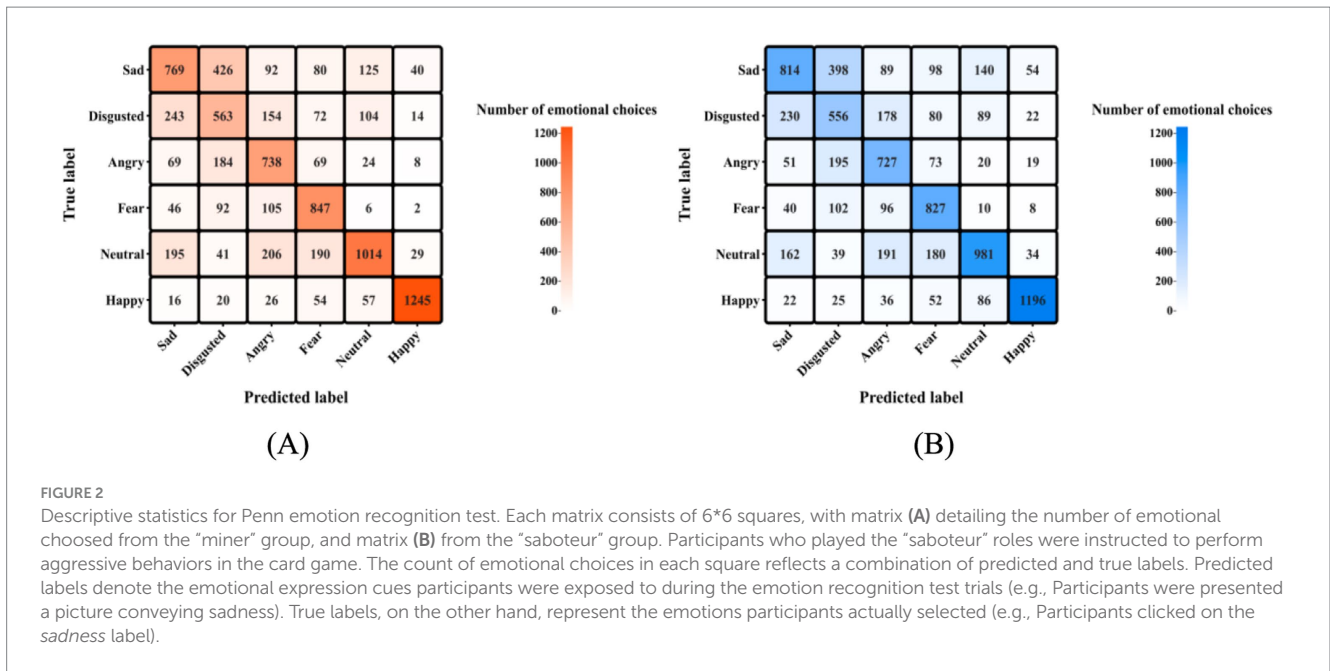 Sad 769 426 92 80 125 40
Disgusted 243 563 154 72 104 14
Angry 69 184 738 69 24 8
Fear 46 92 105 847 6 2
Neutral 195 41 206 190 1014 29
Happy 16 20 26 54 57 1245
Sad Disgusted Angry Fear Neutral Happy
True label
Predicted label
Number of emotional choices
1200
1000
800
600
400
200
0
(A)
Sad 814 398 89 98 140 54
Disgusted 230 556 178 80 89 22
Angry 51 195 727 73 20 19
Fear 40 102 96 827 10 8
Neutral 162 39 191 180 981 34
Happy 22 25 36 52 86 1196
Sad Disgusted Angry Fear Neutral Happy
True label
Predicted label
Number of emotional choices
1200
1000
800
600
400
200
0
(B)
FIGURE 2
Descriptive statistics for Penn emotion recognition test. Each matrix consists of 6*6 squares, with matrix (A) detailing the number of emotional
choosed from the "miner" group, and matrix (B) from the "saboteur" group. Participants who played the "saboteur" roles were instructed to perform
aggressive behaviors in the card game. The count of emotional choices in each square reflects a combination of predicted and true labels. Predicted
labels denote the emotional expression cues participants were exposed to during the emotion recognition test trials (e.g., Participants were presented
a picture conveying sadness). True labels, on the other hand, represent the emotions participants actually selected (e.g., Participants clicked on the
sadness label).